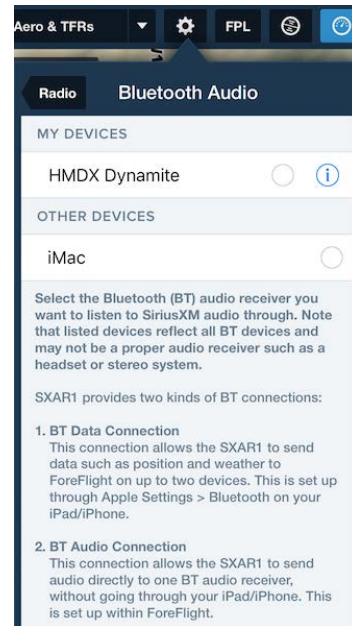 Aero & TFRs FPL
Radio Bluetooth Audio
MY DEVICES
HMDX Dynamite
OTHER DEVICES
iMac
Select the Bluetooth (BT) audio receiver you
want to listen to SiriusXM audio through. Note
that listed devices reflect all BT devices and
may not be a proper audio receiver such as a
headset or stereo system.
SXAR1 provides two kinds of BT connections:
1. BT Data Connection
This connection allows the SXAR1 to send
data such as position and weather to
ForeFlight on up to two devices. This is set up
through Apple Settings > Bluetooth on your
iPad/iPhone.
2. BT Audio Connection
This connection allows the SXAR1 to send
audio directly to one BT audio receiver,
without going through your iPad/iPhone. This
is set up within ForeFlight.